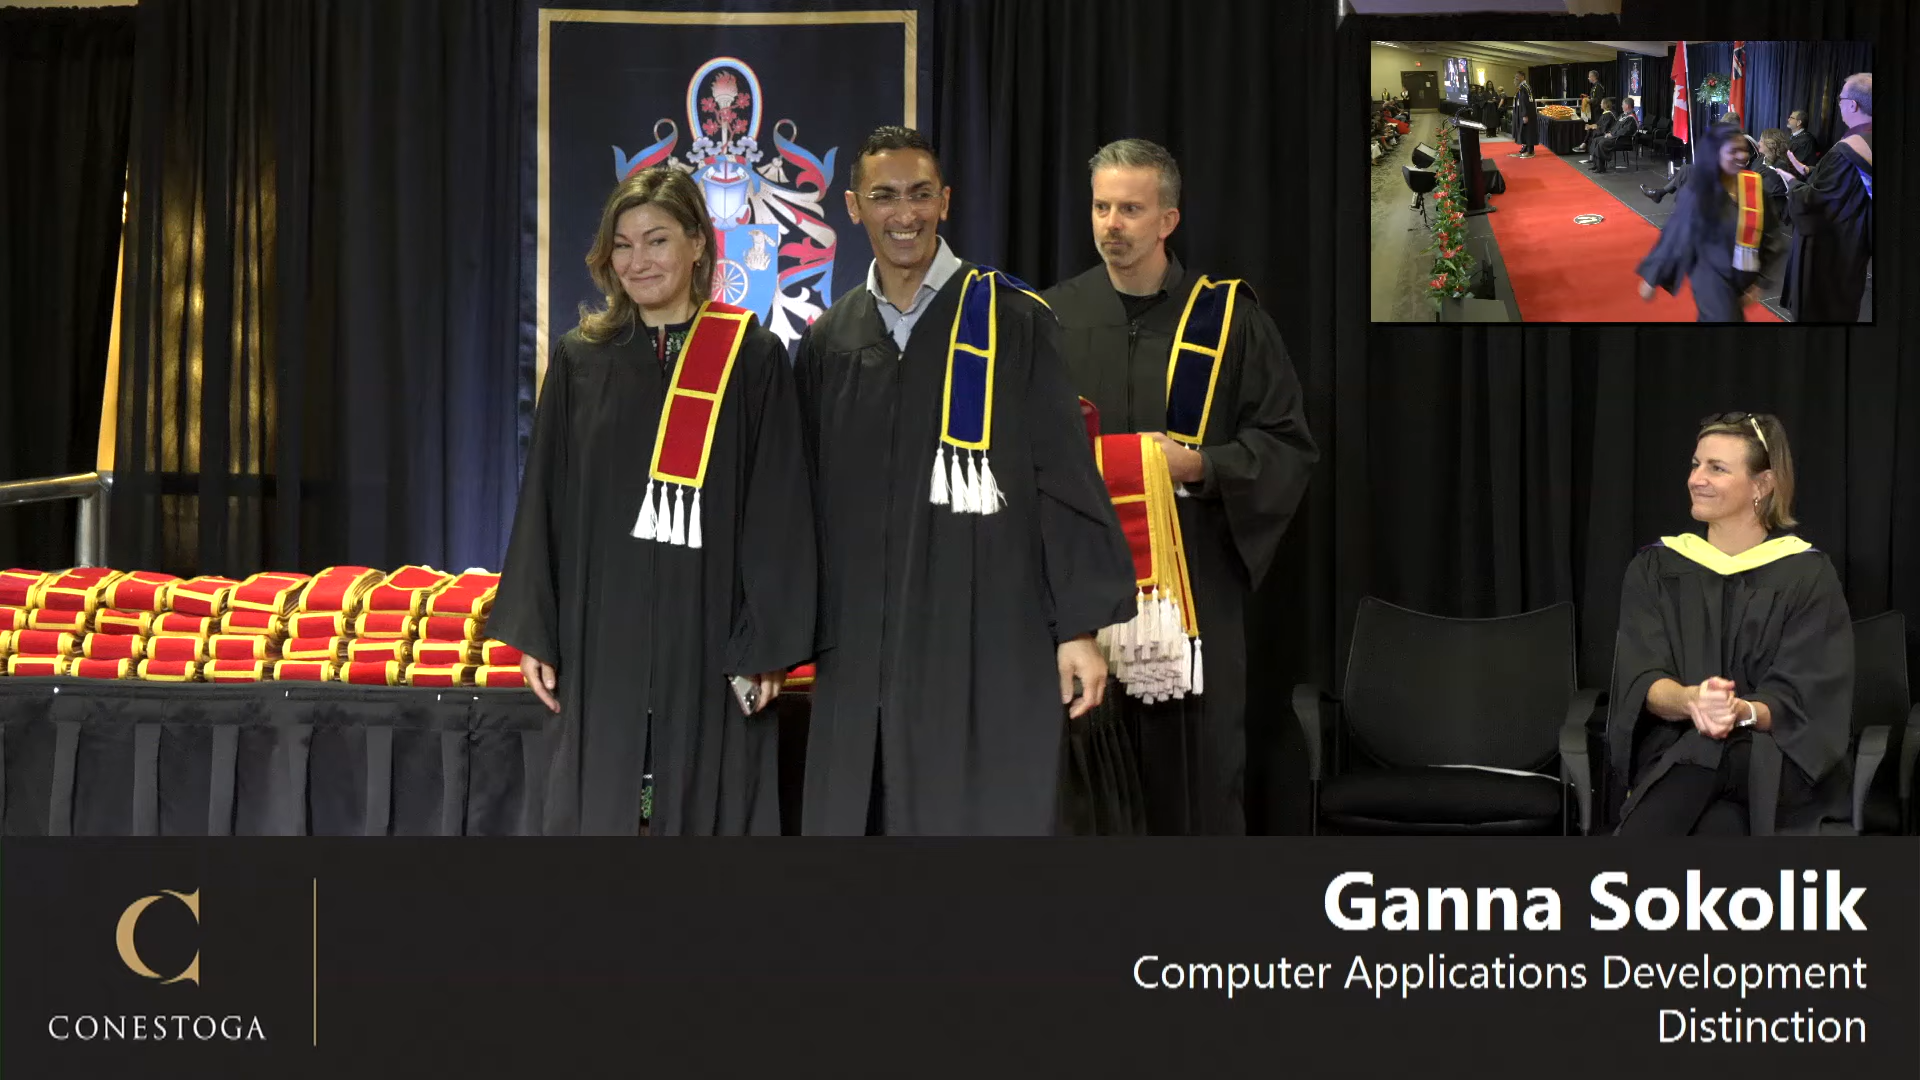 Ganna Sokolik
Computer Applications Development
Distinction
CONESTOGA